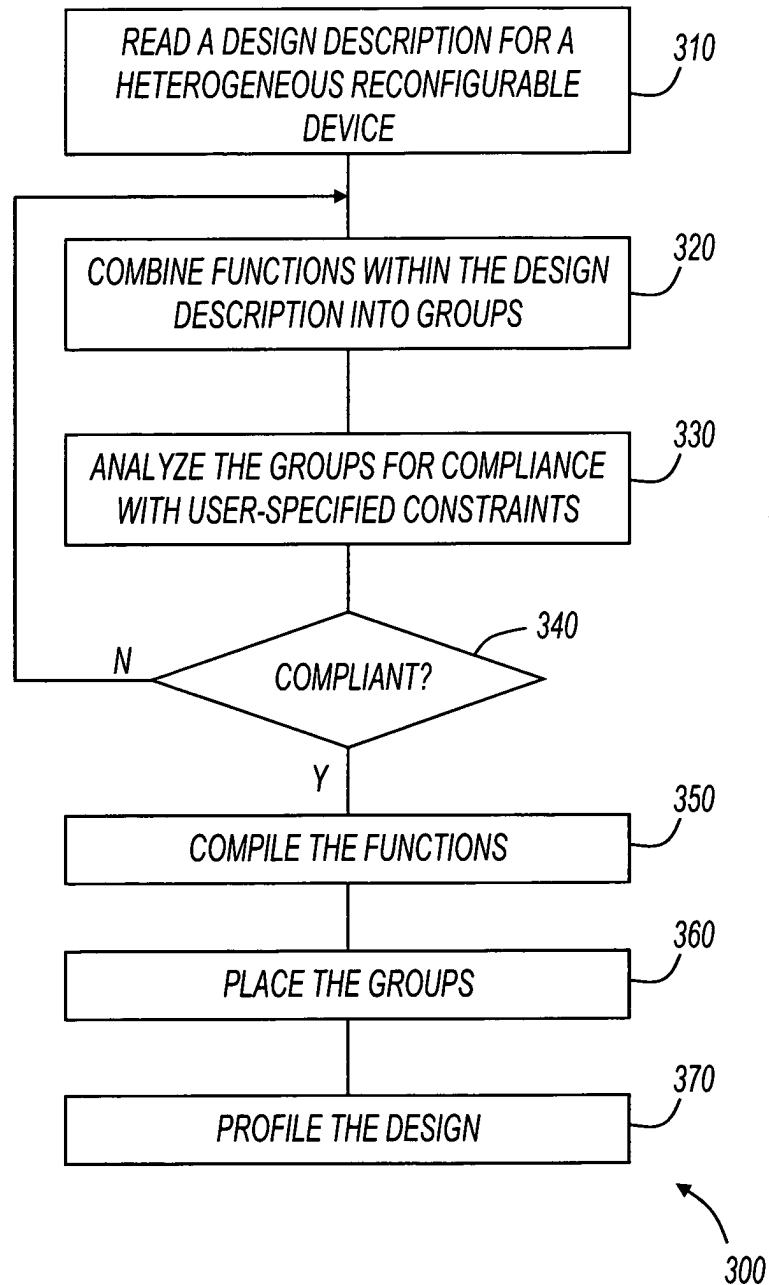 READ A DESIGN DESCRIPTION FOR A
HETEROGENEOUS RECONFIGURABLE
DEVICE
310
COMBINE FUNCTIONS WITHIN THE DESIGN
DESCRIPTION INTO GROUPS
320
ANALYZE THE GROUPS FOR COMPLIANCE
WITH USER-SPECIFIED CONSTRAINTS
330
340
N
COMPLIANT?
Y
350
COMPILE THE FUNCTIONS
360
PLACE THE GROUPS
370
PROFILE THE DESIGN
300